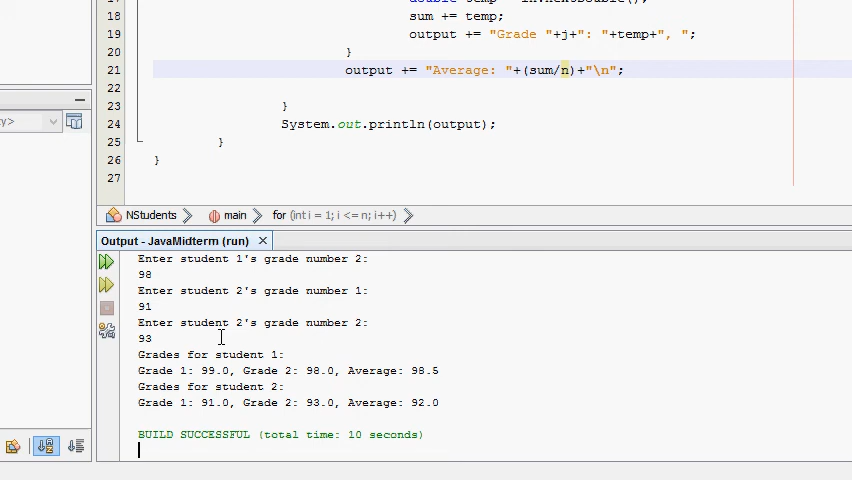 17 double temp = in.nextDouble();
18 sum += temp;
19 output += "Grade "+j+": "+temp+", ";
20 }
21 output += "Average: "+(sum/n)+"\n";
22
23 }
24 System.out.println(output);
25 }
26 }
27
y>
NStudents main for (int i = 1; i <= n; i++)
Output - JavaMidterm (run)
Enter student 1's grade number 2:
98
Enter student 2's grade number 1:
91
Enter student 2's grade number 2:
93
Grades for student 1:
Grade 1: 99.0, Grade 2: 98.0, Average: 98.5
Grades for student 2:
Grade 1: 91.0, Grade 2: 93.0, Average: 92.0
BUILD SUCCESSFUL (total time: 10 seconds)